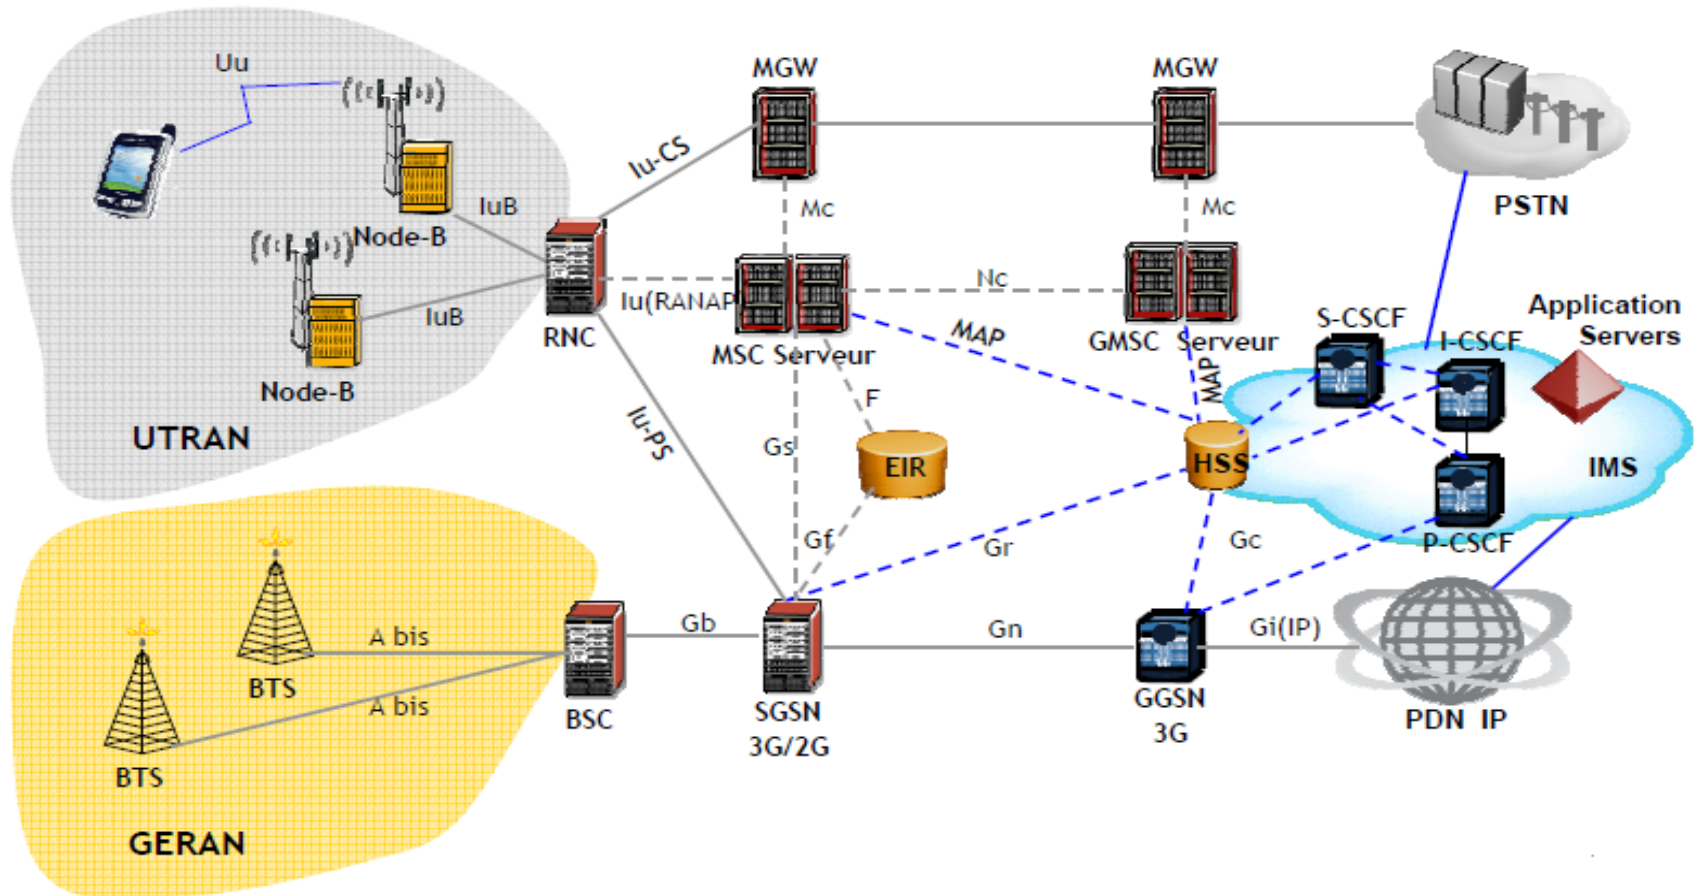 MGW
MGW
Uu
Iu-CS
Mc
Mc
PSTN
IuB
Node-B
Nc
Iu(RANAP
IuB
RNC
MAP
S-CSCF
Application
Servers
I-CSCF
MSC Serveur
GMSC Serveur
MAP
Node-B
F
UTRAN
Iu-PS
Gs
EIR
HSS
IMS
Gf
Gr
Gc
P-CSCF
A bis
Gb
Gn
Gi(IP)
BTS
A bis
BSC
SGSN
3G/2G
GGSN
3G
PDN IP
BTS
GERAN